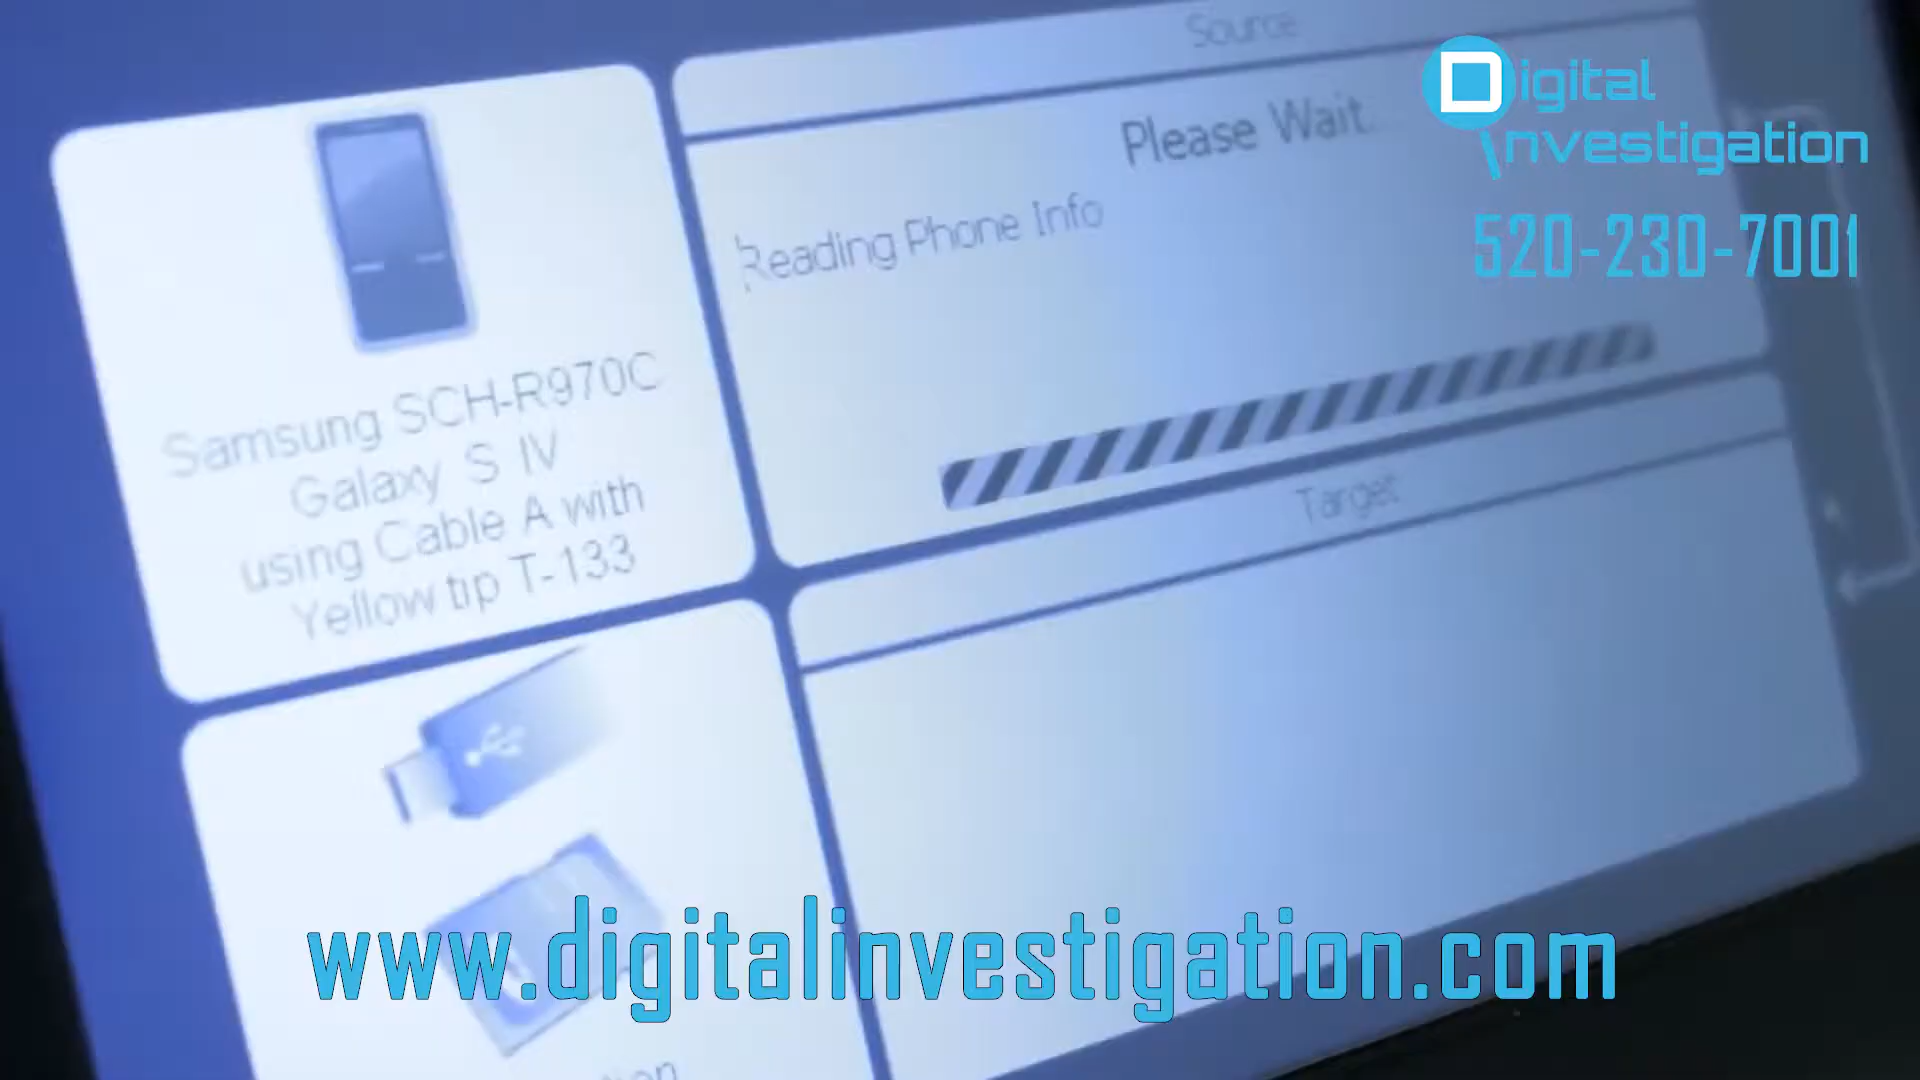 Source
Please Wait.
Reading Phone Info
Samsung SCH-R970C
Galaxy S IV
using Cable A with
Yellow tip T-133
Target
Digital
Investigation
520-230-7001
www.digitalinvestigation.com